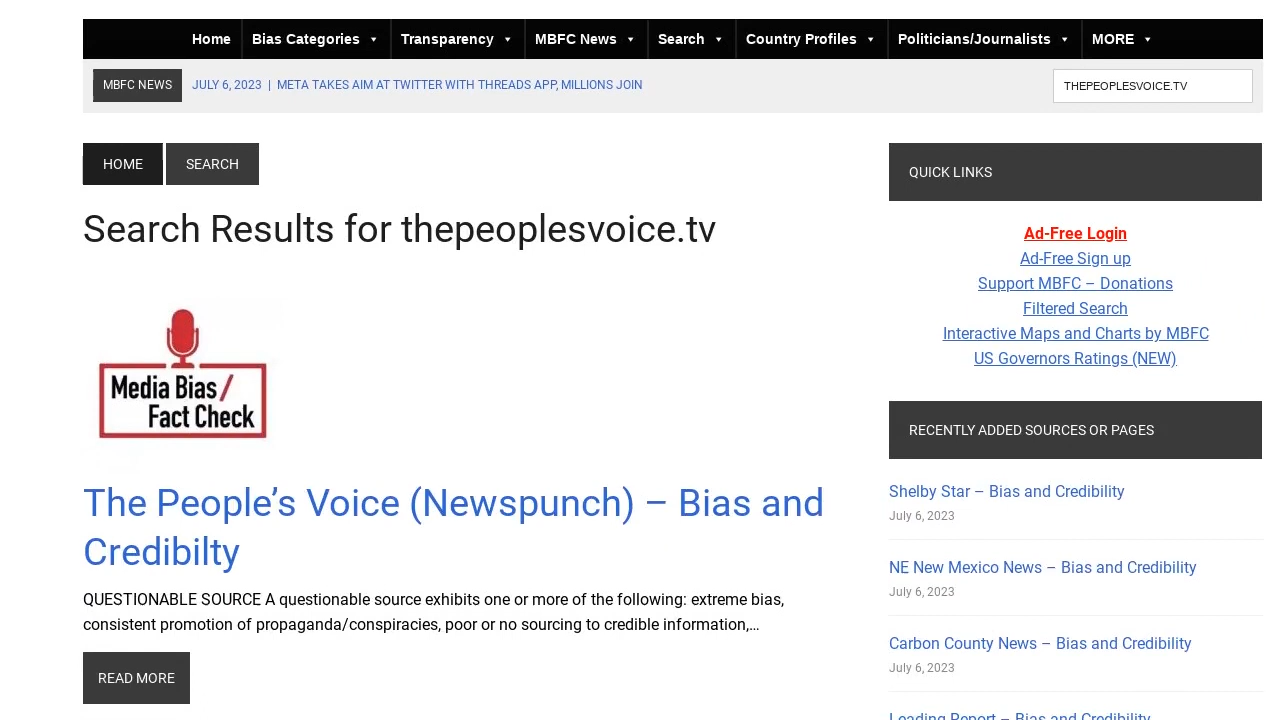 Home
Bias Categories
Transparency
MBFC News
Search
Country Profiles
Politicians/Journalists
MORE
MBFC NEWS
JULY 6, 2023 | META TAKES AIM AT TWITTER WITH THREADS APP, MILLIONS JOIN
THEPEOPLESVOICE.TV
HOME
SEARCH
Search Results for thepeoplesvoice.tv
Media Bias/
Fact Check
The People’s Voice (Newspunch) – Bias and
Credibilty
QUESTIONABLE SOURCE A questionable source exhibits one or more of the following: extreme bias,
consistent promotion of propaganda/conspiracies, poor or no sourcing to credible information,…
READ MORE
QUICK LINKS
Ad-Free Login
Ad-Free Sign up
Support MBFC – Donations
Filtered Search
Interactive Maps and Charts by MBFC
US Governors Ratings (NEW)
RECENTLY ADDED SOURCES OR PAGES
Shelby Star – Bias and Credibility
July 6, 2023
NE New Mexico News – Bias and Credibility
July 6, 2023
Carbon County News – Bias and Credibility
July 6, 2023
Leading Report – Bias and Credibility